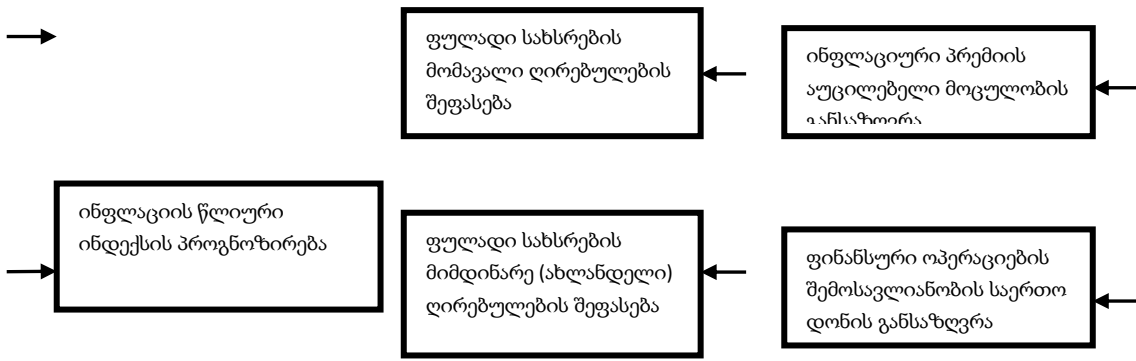 ფულადი სახსრების
მომავალი ღირებულების
შეფასება
ინფლაციური პრემიის
აუცილებელი მოცულობის
განსაზღვრა
ინფლაციის წლიური
ინდექსის პროგნოზირება
ფულადი სახსრების
მიმდინარე (ახლანდელი)
ღირებულების შეფასება
ფინანსური ოპერაციების
შემოსავლიანობის საერთო
დონის განსაზღვრა